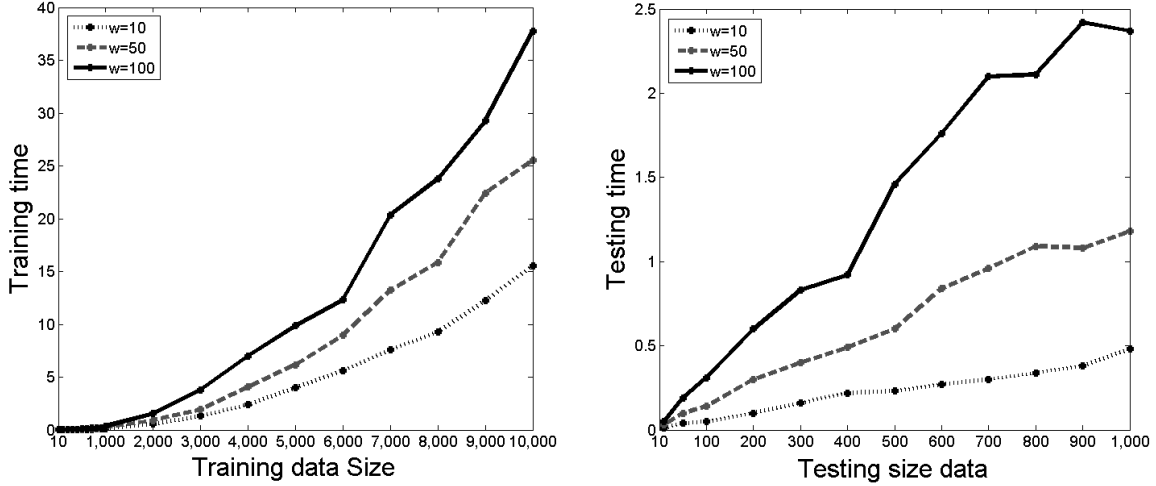 40
35
30
25
20
15
10
5
0
Training time
w=10
w=50
w=100
10 1,000 2,000 3,000 4,000 5,000 6,000 7,000 8,000 9,000 10,000
Training data Size
2.5
2
1.5
1
0.5
0
Testing time
w=10
w=50
w=100
10 100 200 300 400 500 600 700 800 900 1,000
Testing size data